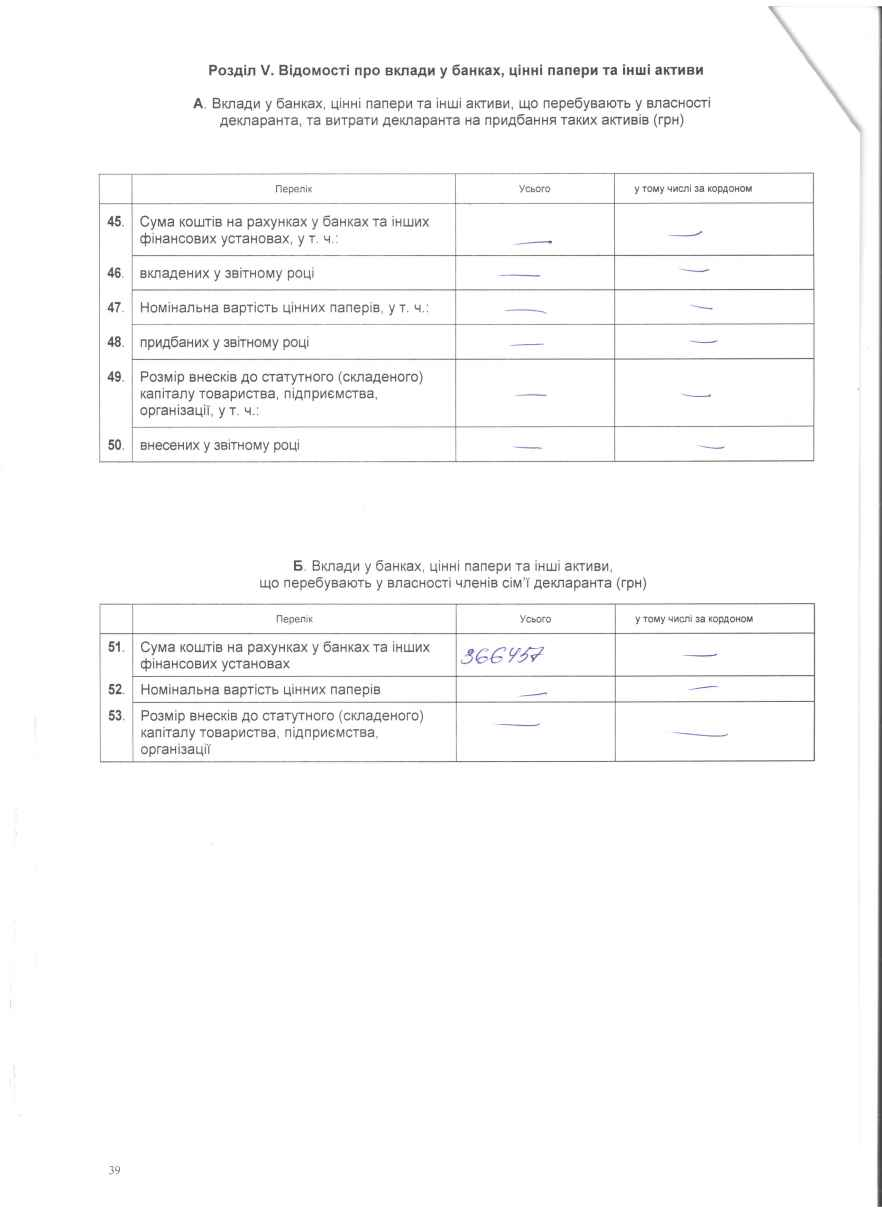 Розділ V. Відомості про вклади у банках, цінні папери та інші активи
А. Вклади у банках, цінні папери та інші активи, що перебувають у власності
декларанта, та витрати декларанта на придбання таких активів (грн)
Перелік Усього у тому числі за кордоном
45. Сума коштів на рахунках у банках та інших
фінансових установах, у т. ч.: — —
46. вкладених у звітному році — —
47. Номінальна вартість цінних паперів, у т. ч.: — —
48. придбаних у звітному році — —
49. Розмір внесків до статутного (складеного)
капіталу товариства, підприємства, — —
організації, у т. ч.:
50. внесених у звітному році — —
Б. Вклади у банках, цінні папери та інші активи,
що перебувають у власності членів сім’ї декларанта (грн)
Перелік Усього у тому числі за кордоном
51. Сума коштів на рахунках у банках та інших 366457 —
фінансових установах
52. Номінальна вартість цінних паперів — —
53. Розмір внесків до статутного (складеного) — —
капіталу товариства, підприємства,
організації
39